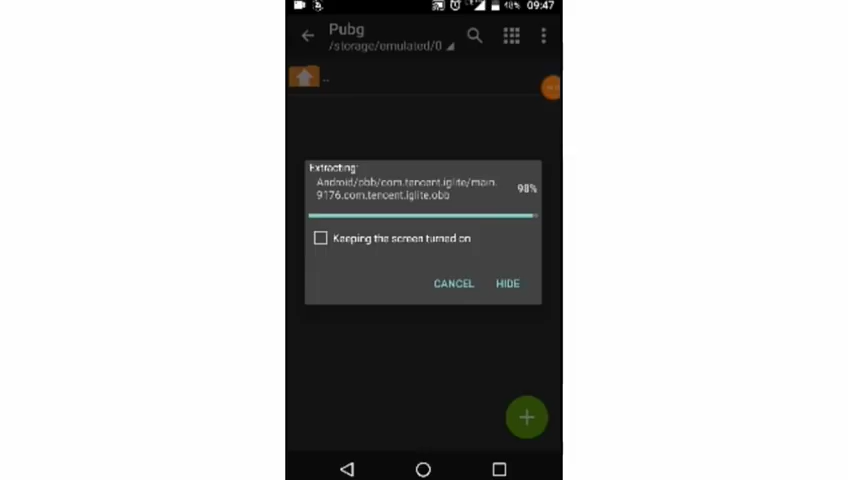 48% 09:47
Pubg
/storage/emulated/0
..
Extracting:
Android/obb/com.tencent.iglite/main.
9176.com.tencent.iglite.obb
98%
Keeping the screen turned on
CANCEL HIDE